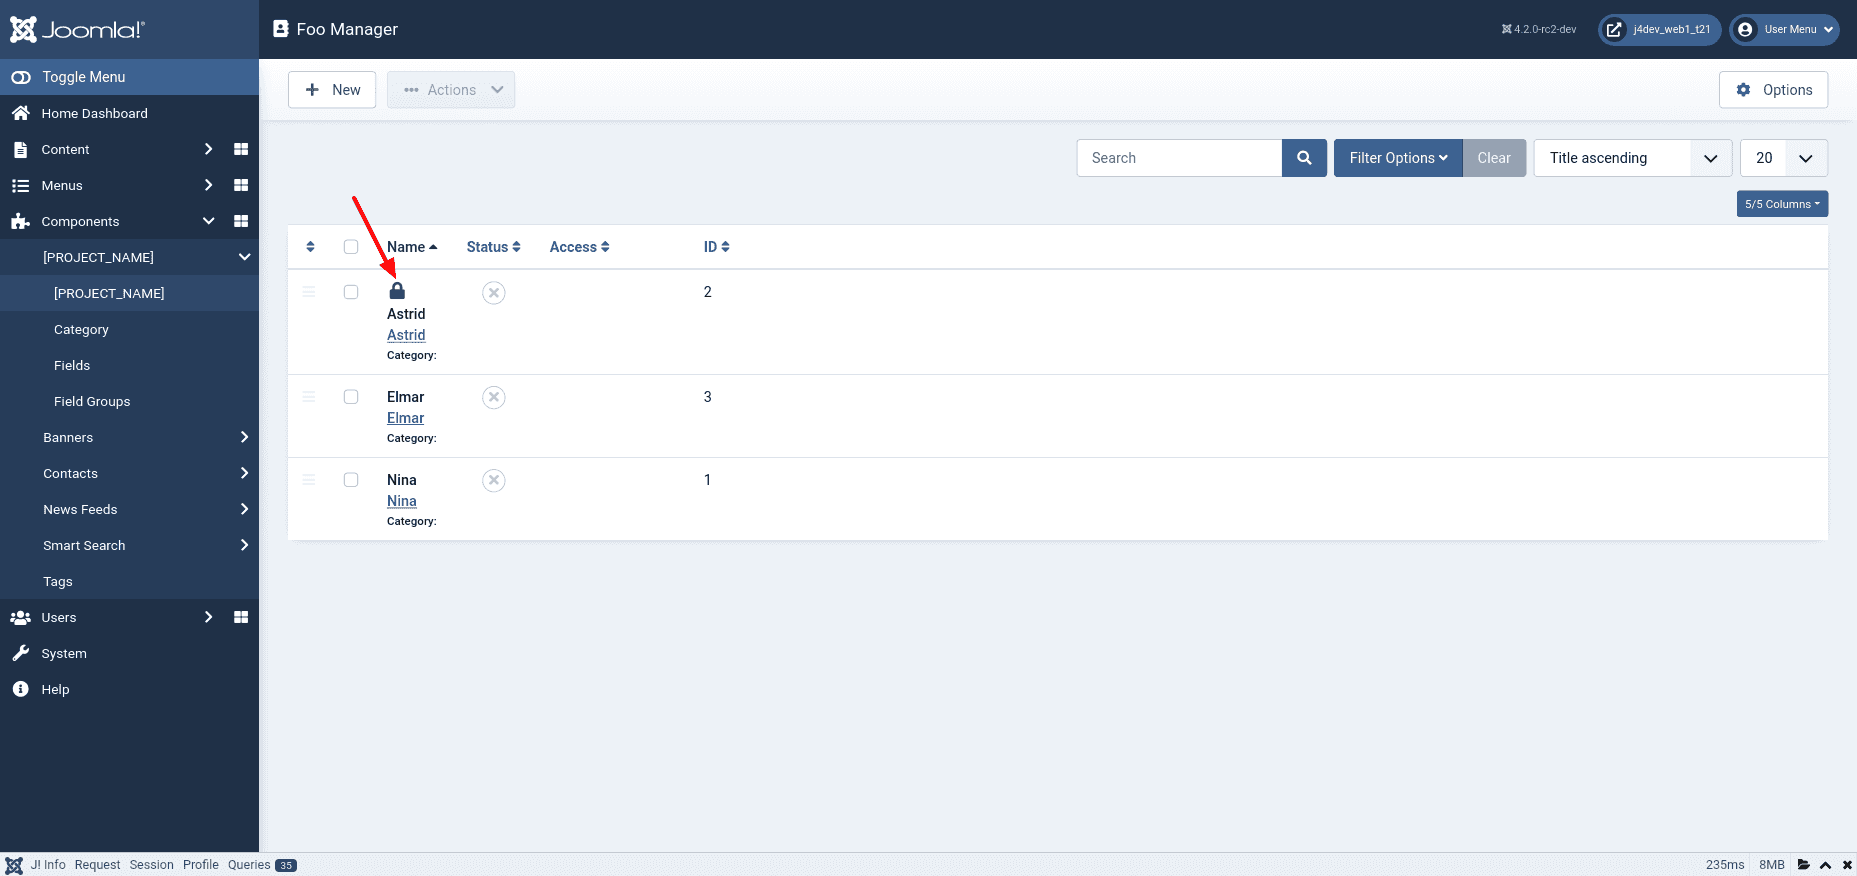 Joomla!
Foo Manager
4.2.0-rc2-dev
j4dev_web1_t21
User Menu
Toggle Menu
Home Dashboard
Content
Menus
Components
[PROJECT_NAME]
[PROJECT_NAME]
Category
Fields
Field Groups
Banners
Contacts
News Feeds
Smart Search
Tags
Users
System
Help
New
Actions
Options
Search
Filter Options
Clear
Title ascending
20
5/5 Columns
Name Status Access ID
Astrid 2
Astrid
Category:
Elmar 3
Elmar
Category:
Nina 1
Nina
Category:
J! Info Request Session Profile Queries 35
235ms 8MB